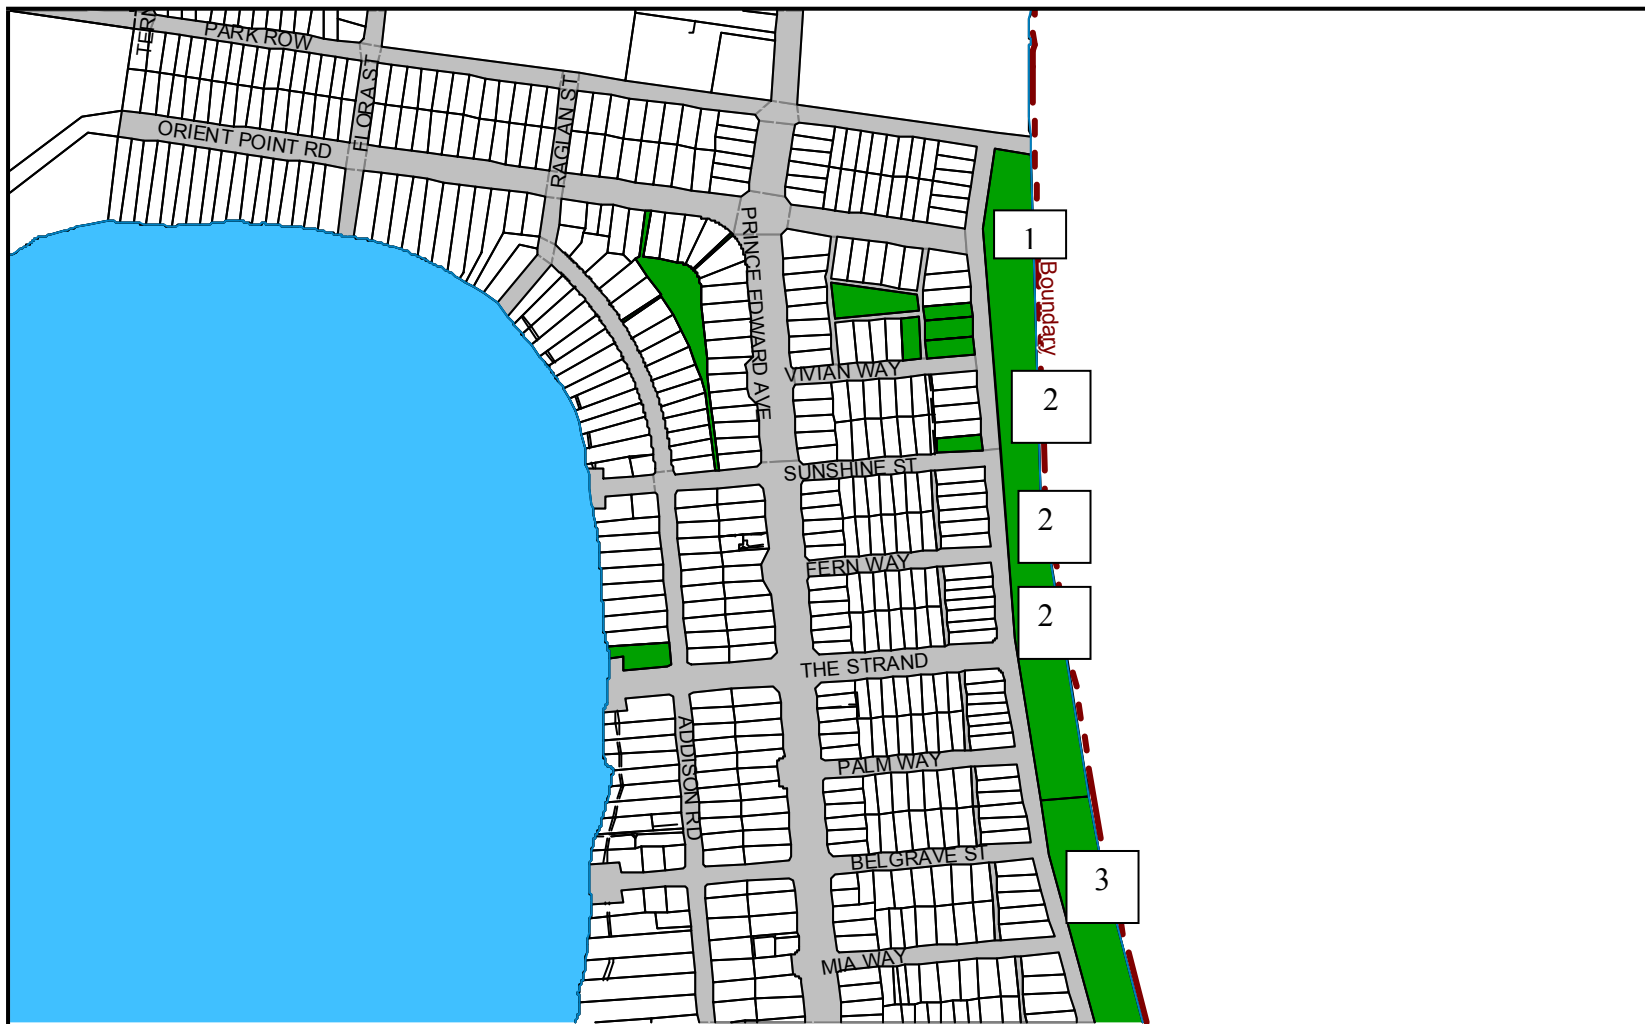 TERN
PARK ROW
FLORA ST
RAGLAN ST
ORIENT POINT RD
PRINCE EDWARD AVE
1
Boundary
VIVIAN WAY
2
SUNSHINE ST
2
FERN WAY
2
THE STRAND
ADDISON RD
PALM WAY
BELGRAVE ST
3
MIA WAY